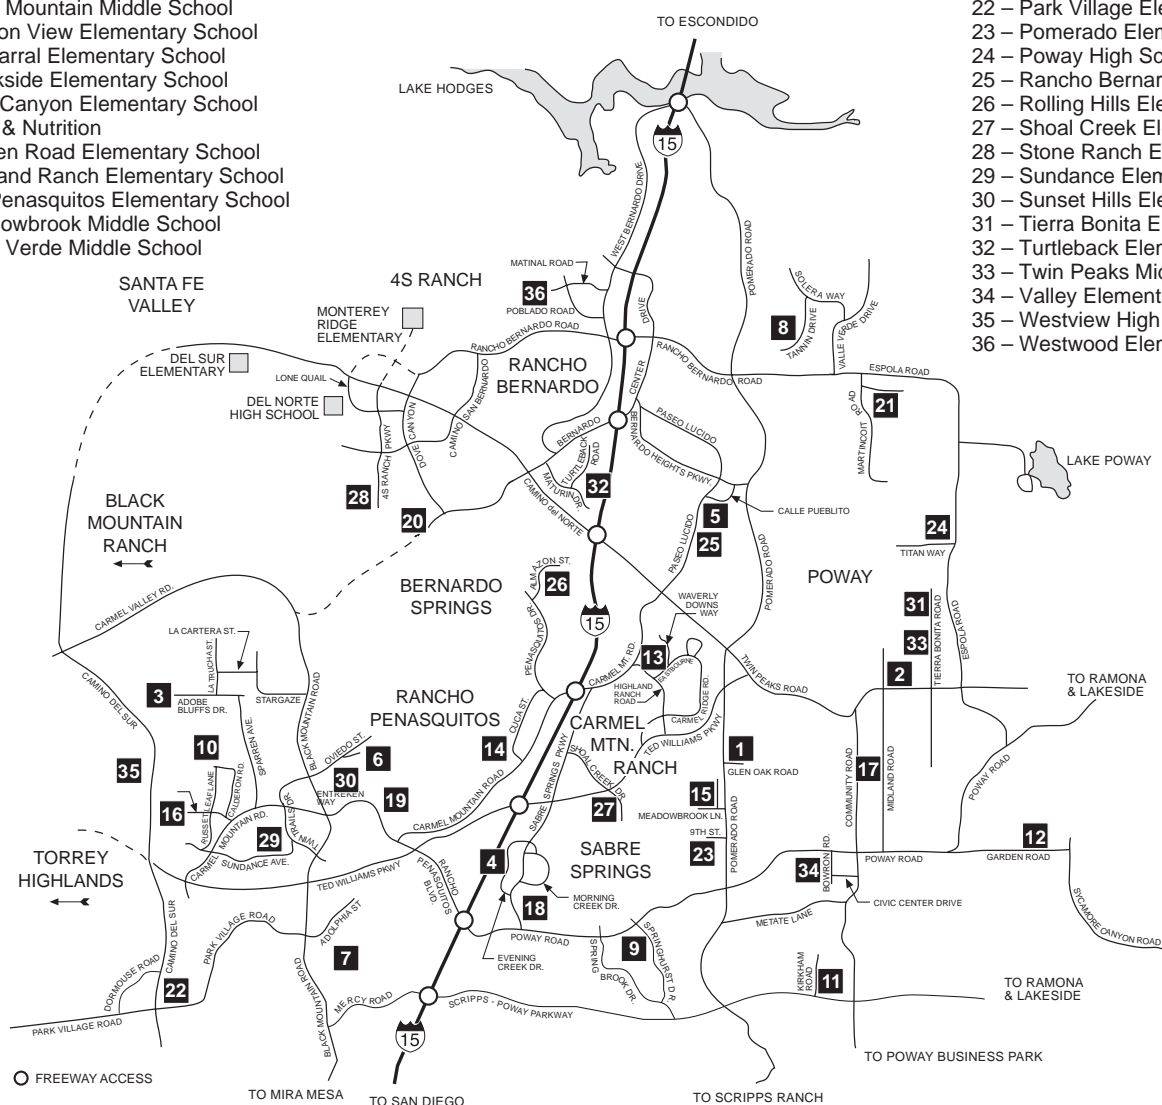 Mountain Middle School
on View Elementary School
arral Elementary School
kside Elementary School
Canyon Elementary School
& Nutrition
en Road Elementary School
and Ranch Elementary School
Penasquitos Elementary School
owbrook Middle School
Verde Middle School
22 – Park Village Ele
23 – Pomerado Elem
24 – Poway High Sc
25 – Rancho Bernar
26 – Rolling Hills Ele
27 – Shoal Creek El
28 – Stone Ranch E
29 – Sundance Elem
30 – Sunset Hills Ele
31 – Tierra Bonita E
32 – Turtleback Elem
33 – Twin Peaks Mid
34 – Valley Element
35 – Westview High
36 – Westwood Elem
TO ESCONDIDO
LAKE HODGES
15
WEST BERNARDO DRIVE
POMERADO ROAD
SANTA FE
VALLEY
4S RANCH
MATINAL ROAD
36
POBLADO ROAD
MONTEREY
RIDGE
ELEMENTARY
RANCHO BERNARDO ROAD
DRIVE
SOLERA WAY
8
TANNIN DRIVE
VALLE VERDE DRIVE
DEL SUR
ELEMENTARY
LONE QUAIL
RANCHO
BERNARDO
RANCHO BERNARDO ROAD
ESPOLA ROAD
DEL NORTE
HIGH SCHOOL
CAMINO SAN BERNARDO
CENTER
21
MARTINCOIT
ROAD
DOVE CANYON
4S RANCH PKWY
BERNARDO
PASEO LUCIDO
BERNARDO HEIGHTS PKWY
TURTLEBACK
ROAD
MATURIN DR.
32
LAKE POWAY
28
20
CAMINO del NORTE
5
CALLE PUEBLITO
25
PASEO LUCIDO
BLACK
MOUNTAIN
RANCH
24
TITAN WAY
BERNARDO
SPRINGS
ALMAZON ST.
26
POMERADO ROAD
POWAY
CARMEL VALLEY RD.
PENASQUITOS DR.
15
WAVERLY
DOWNS
WAY
31
33
TIERRA BONITA ROAD
ESPOLA ROAD
LA CARTERA ST.
LA TRUCHA ST.
CARMEL MT. RD.
13
EASTBOURNE
TWIN PEAKS ROAD
2
TO RAMONA
& LAKESIDE
CAMINO DEL SUR
3
ADOBE
BLUFFS DR.
STARGAZE
BLACK MOUNTAIN ROAD
RANCHO
PENASQUITOS
CUCA ST.
HIGHLAND
RANCH
ROAD
CARMEL RIDGE RD.
CARMEL
MTN.
RANCH
TED WILLIAMS PKWY
10
SPARREN AVE.
OVIEDO ST.
6
14
SHOAL CREEK DR.
1
GLEN OAK ROAD
35
RUSSET LEAF LANE
CALDERON RD.
30
ENTREKEN
WAY
19
CARMEL MOUNTAIN ROAD
SABRE SPRINGS PKWY
27
15
MEADOWBROOK LN.
COMMUNITY ROAD
17
MIDLAND ROAD
POWAY ROAD
16
CARMEL MOUNTAIN RD.
29
TWIN TRAILS DR.
9TH ST.
23
POMERADO ROAD
12
GARDEN ROAD
TORREY
HIGHLANDS
SUNDANCE AVE.
TED WILLIAMS PKWY
RANCHO
PENASQUITOS
BLVD.
4
SABRE
SPRINGS
34
BOWRON RD.
POWAY ROAD
CIVIC CENTER DRIVE
MORNING
CREEK DR.
18
CAMINO DEL SUR
PARK VILLAGE ROAD
ADOLPHIA ST
POWAY ROAD
METATE LANE
SYCAMORE CANYON ROAD
7
EVENING
CREEK DR.
9
SPRING
BROOK DR.
SPRINGHURST DR.
DORMOUSE ROAD
22
KIRKHAM
ROAD
11
TO RAMONA
& LAKESIDE
BLACK MOUNTAIN ROAD
MERCY ROAD
SCRIPPS - POWAY PARKWAY
PARK VILLAGE ROAD
15
TO POWAY BUSINESS PARK
FREEWAY ACCESS
TO MIRA MESA
TO SAN DIEGO
TO SCRIPPS RANCH